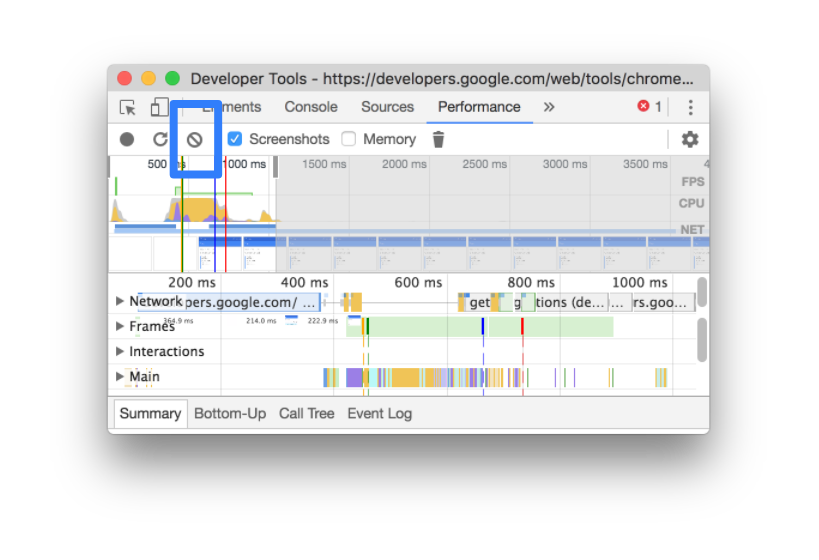 Developer Tools - https://developers.google.com/web/tools/chrome...
Elements Console Sources Performance » 1
Screenshots Memory
500 ms 1000 ms 1500 ms 2000 ms 2500 ms 3000 ms 3500 ms 4
FPS
CPU
NET
200 ms 400 ms 600 ms 800 ms 1000 ms
Network pers.google.com/ ... get g tions (de... ... rs.goo...
Frames 364.9 ms 214.0 ms 222.9 ms
Interactions
Main
Summary Bottom-Up Call Tree Event Log